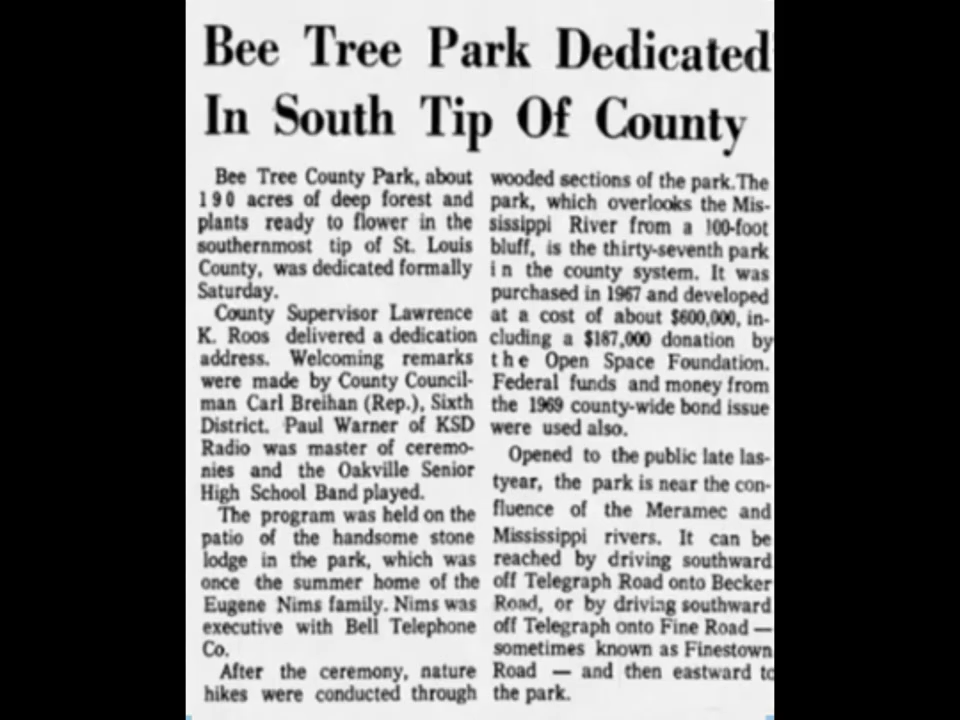 Bee Tree Park Dedicated
In South Tip Of County
Bee Tree County Park, about
190 acres of deep forest and
plants ready to flower in the
southernmost tip of St. Louis
County, was dedicated formally
Saturday.
County Supervisor Lawrence
K. Roos delivered a dedication
address. Welcoming remarks
were made by County Council-
man Carl Breihan (Rep.), Sixth
District. Paul Warner of KSD
Radio was master of ceremo-
nies and the Oakville Senior
High School Band played.
The program was held on the
patio of the handsome stone
lodge in the park, which was
once the summer home of the
Eugene Nims family. Nims was
executive with Bell Telephone
Co.
After the ceremony, nature
hikes were conducted through
wooded sections of the park.The
park, which overlooks the Mis-
sissippi River from a 100-foot
bluff, is the thirty-seventh park
in the county system. It was
purchased in 1967 and developed
at a cost of about $600,000, in-
cluding a $187,000 donation by
the Open Space Foundation.
Federal funds and money from
the 1969 county-wide bond issue
were used also.
Opened to the public late las-
tyear, the park is near the con-
fluence of the Meramec and
Mississippi rivers. It can be
reached by driving southward
off Telegraph Road onto Becker
Road, or by driving southward
off Telegraph onto Fine Road —
sometimes known as Finestown
Road — and then eastward to
the park.